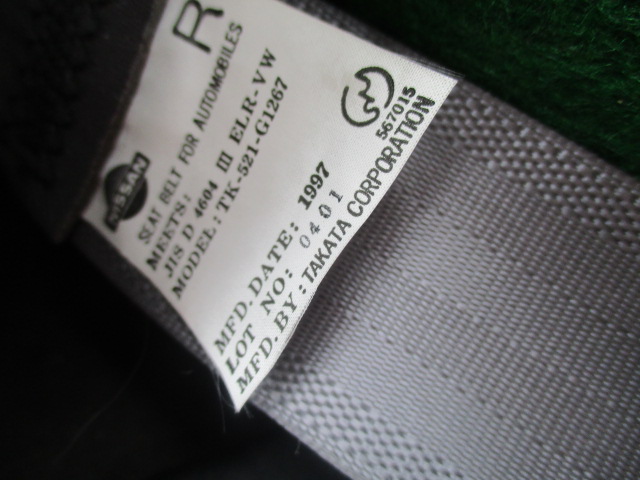 R
NISSAN
SEAT BELT FOR AUTOMOBILES
MEETS:
JIS D 4604 III ELR-VW
MODEL: TK-521-G1267
567015
MFD.DATE: 1997
LOT NO: 0401
MFD.BY: TAKATA CORPORATION